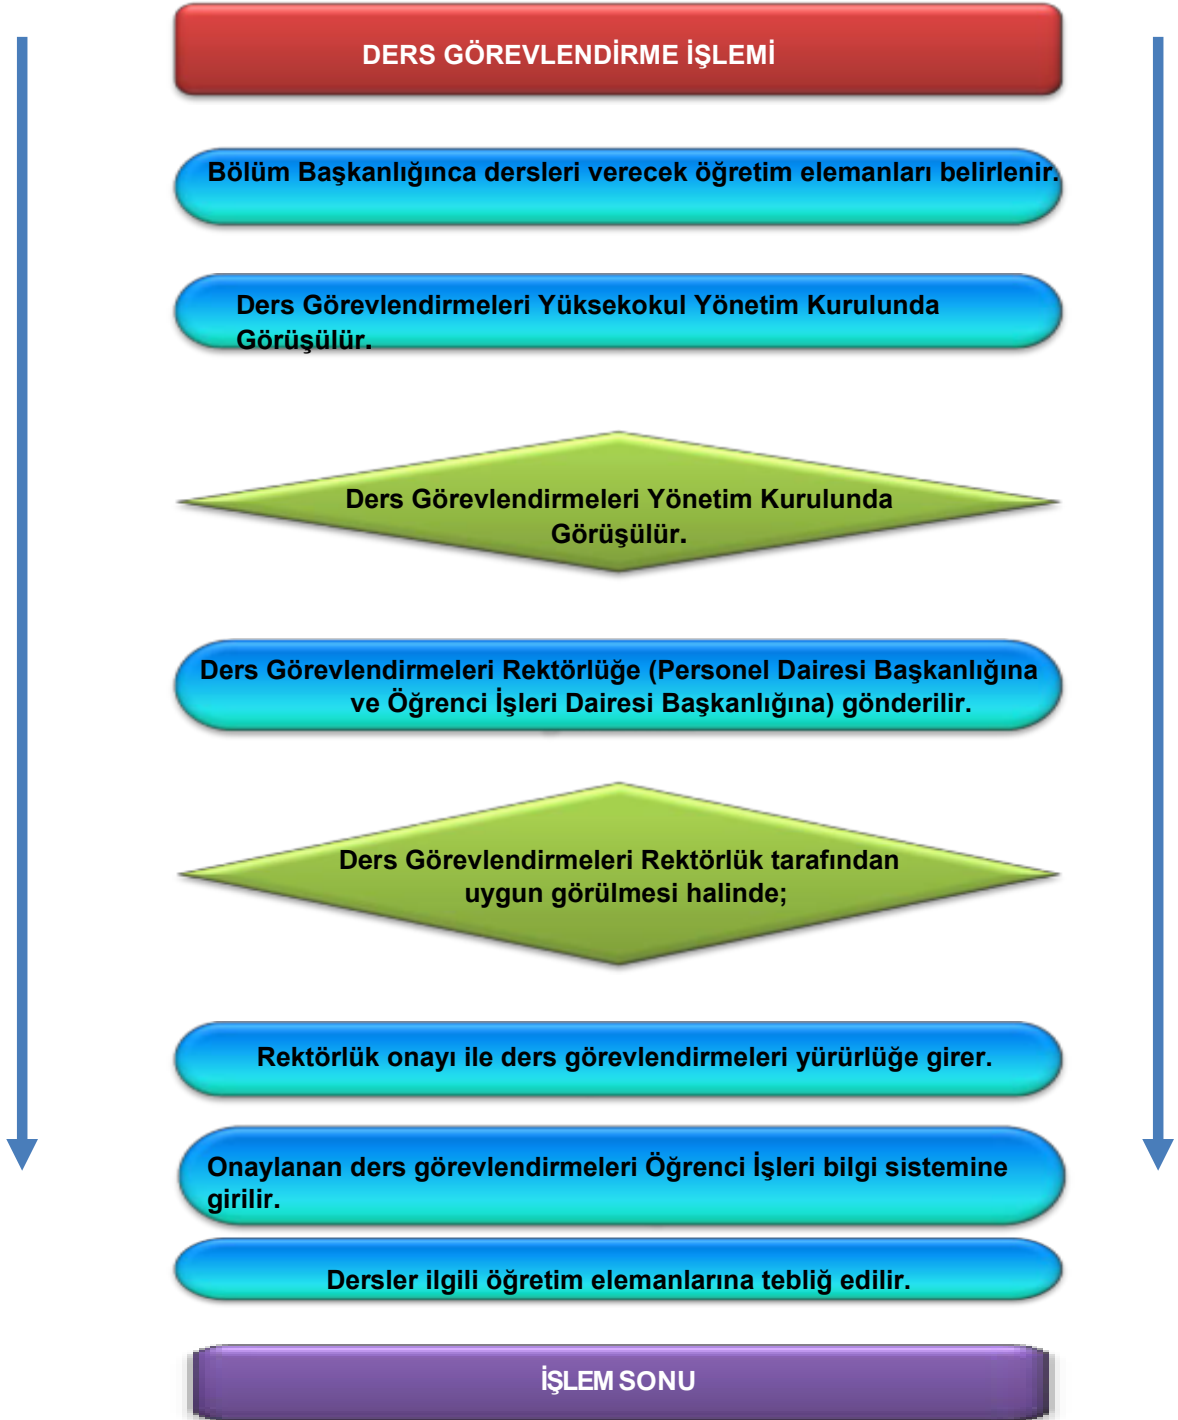 DERS GÖREVLENDİRME İŞLEMİ
Bölüm Başkanlığınca dersleri verecek öğretim elemanları belirlenir.
Ders Görevlendirmeleri Yüksekokul Yönetim Kurulunda
Görüşülür.
Ders Görevlendirmeleri Yönetim Kurulunda
Görüşülür.
Ders Görevlendirmeleri Rektörlüğe (Personel Dairesi Başkanlığına
ve Öğrenci İşleri Dairesi Başkanlığına) gönderilir.
Ders Görevlendirmeleri Rektörlük tarafından
uygun görülmesi halinde;
Rektörlük onayı ile ders görevlendirmeleri yürürlüğe girer.
Onaylanan ders görevlendirmeleri Öğrenci İşleri bilgi sistemine
girilir.
Dersler ilgili öğretim elemanlarına tebliğ edilir.
İŞLEM SONU